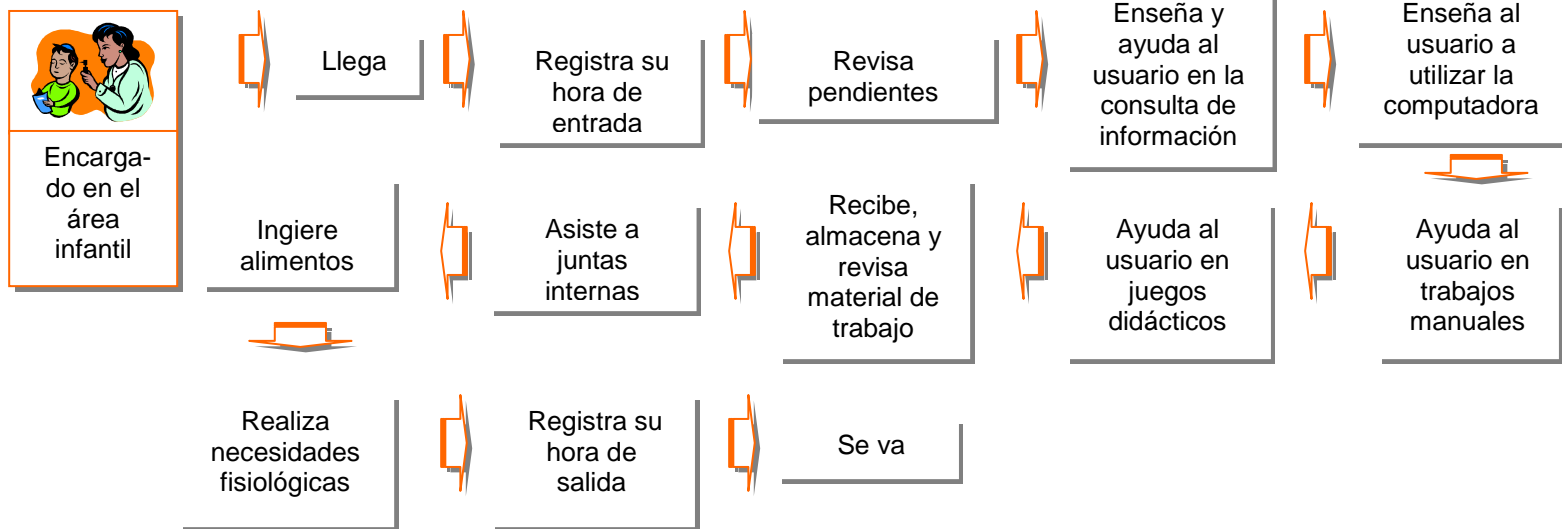 Encarga-
do en el
área
infantil
Llega
Registra su
hora de
entrada
Revisa
pendientes
Enseña y
ayuda al
usuario en la
consulta de
información
Enseña al
usuario a
utilizar la
computadora
Ayuda al
usuario en
trabajos
manuales
Ayuda al
usuario en
juegos
didácticos
Recibe,
almacena y
revisa
material de
trabajo
Asiste a
juntas
internas
Ingiere
alimentos
Realiza
necesidades
fisiológicas
Registra su
hora de
salida
Se va